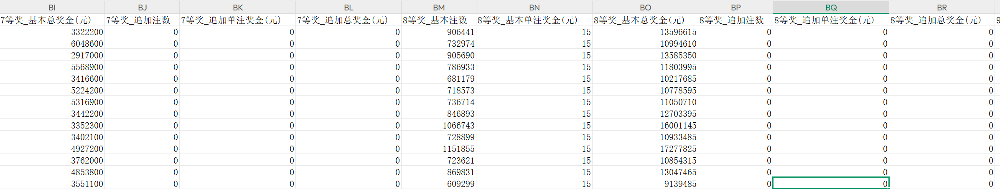 BI BJ BK BL BM BN BO BP BQ BR
7等奖_基本总奖金(元) 7等奖_追加注数 7等奖_追加单注奖金(元) 7等奖_追加总奖金(元) 8等奖_基本注数 8等奖_基本单注奖金(元) 8等奖_基本总奖金(元) 8等奖_追加注数 8等奖_追加单注奖金(元) 8等奖_追加总奖金(元) 9
3322200 0 0 0 906441 15 13596615 0 0 0
6048600 0 0 0 732974 15 10994610 0 0 0
2917000 0 0 0 905690 15 13585350 0 0 0
5568900 0 0 0 786933 15 11803995 0 0 0
3416600 0 0 0 681179 15 10217685 0 0 0
5224200 0 0 0 718573 15 10778595 0 0 0
5316900 0 0 0 736714 15 11050710 0 0 0
3442200 0 0 0 846893 15 12703395 0 0 0
3352300 0 0 0 1066743 15 16001145 0 0 0
3402100 0 0 0 728899 15 10933485 0 0 0
4927200 0 0 0 1151855 15 17277825 0 0 0
3762000 0 0 0 723621 15 10854315 0 0 0
4853800 0 0 0 869831 15 13047465 0 0 0
3551100 0 0 0 609299 15 9139485 0 0 0